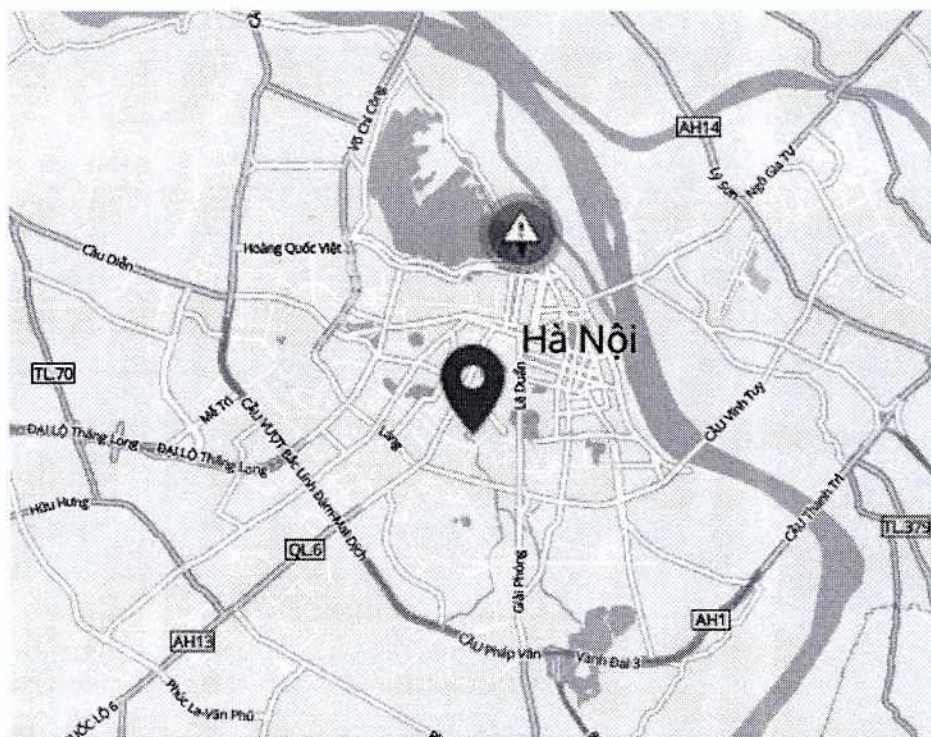 Võ Chí Công
AH14
Lý Sơn
Ngô Gia Tự
Hoàng Quốc Việt
Cầu Diễn
Hà Nội
TL.70
Lê Duẩn
Mễ Trì
CẦU Vĩnh Tuy
ĐẠI LỘ Thăng Long
ĐẠI LỘ Thăng Long
Láng
CẦU VƯỢT Bắc Linh Đàm-Mai Dịch
CẦU Thanh Trì
Hữu Hưng
TL.379
QL.6
Giải Phóng
AH1
AH13
CẦU Pháp Vân
Vành Đai 3
Phúc La-Văn Phú
QUỐC LỘ 6